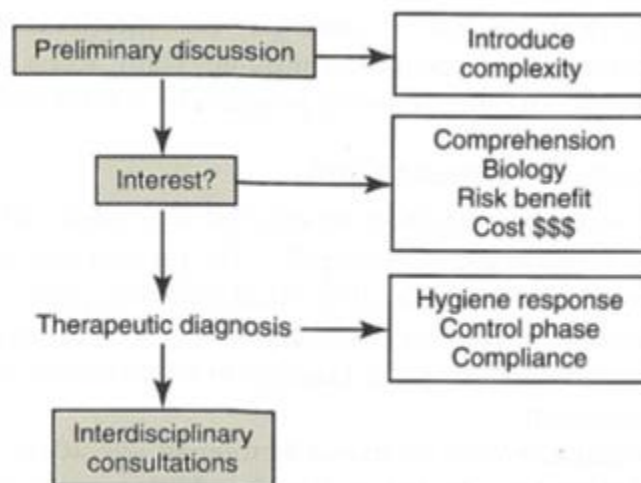 Preliminary discussion
Introduce
complexity
Interest?
Comprehension
Biology
Risk benefit
Cost $$$
Therapeutic diagnosis
Hygiene response
Control phase
Compliance
Interdisciplinary
consultations